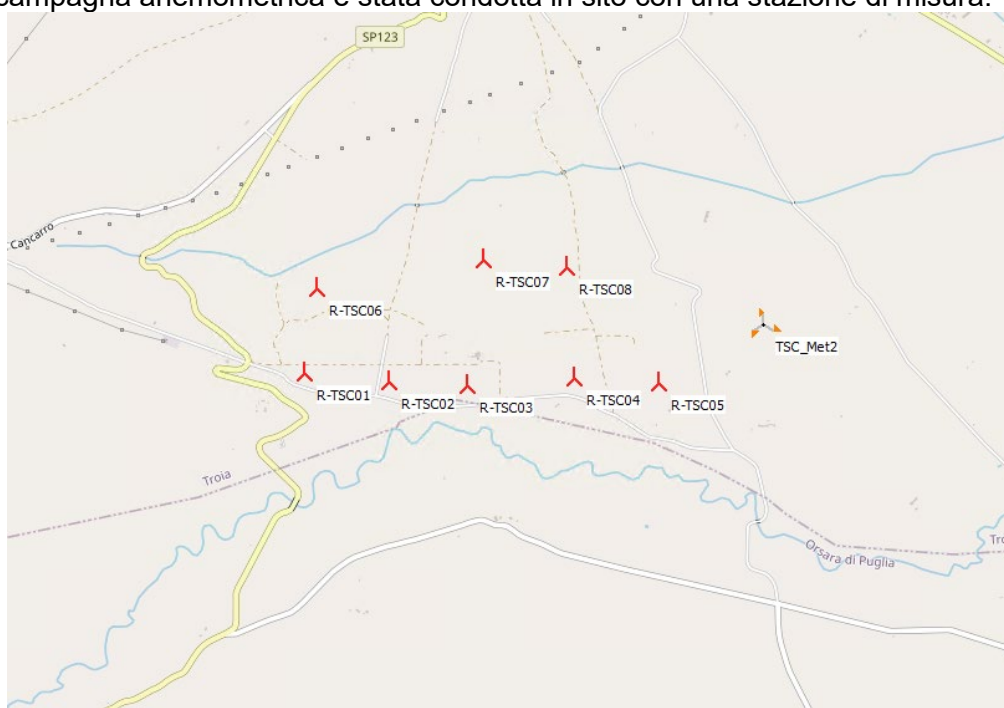 campagna anemometrica è stata condotta in sito con una stazione di misura.
SP123
Cancarro
R-TSC07
R-TSC08
R-TSC06
TSC_Met2
R-TSC01
R-TSC02
R-TSC03
R-TSC04
R-TSC05
Troia
Orsara di Puglia